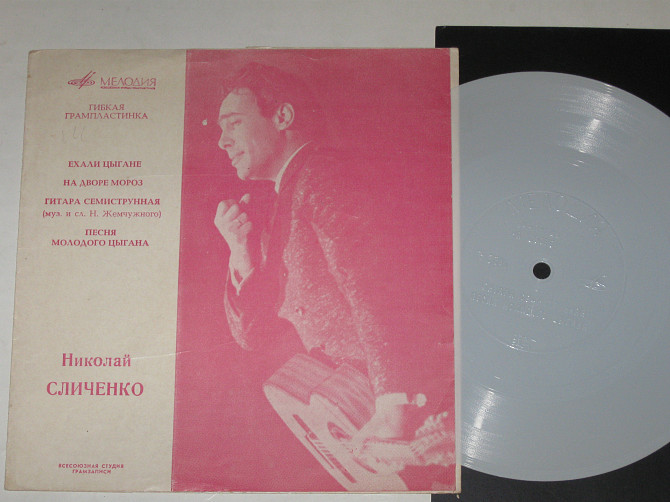 МЕЛОДИЯ
ГИБКАЯ
ГРАМПЛАСТИНКА
ЕХАЛИ ЦЫГАНЕ
НА ДВОРЕ МОРОЗ
ГИТАРА СЕМИСТРУННАЯ
(муз. и сл. Н. Жемчужного)
ПЕСНЯ
МОЛОДОГО ЦЫГАНА
Николай
СЛИЧЕНКО
ВСЕСОЮЗНАЯ СТУДИЯ
ГРАМЗАПИСИ